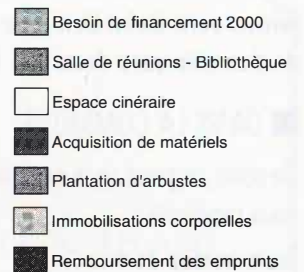 Besoin de financement 2000
Salle de réunions - Bibliothèque
Espace cinéraire
Acquisition de matériels
Plantation d'arbustes
Immobilisations corporelles
Remboursement des emprunts